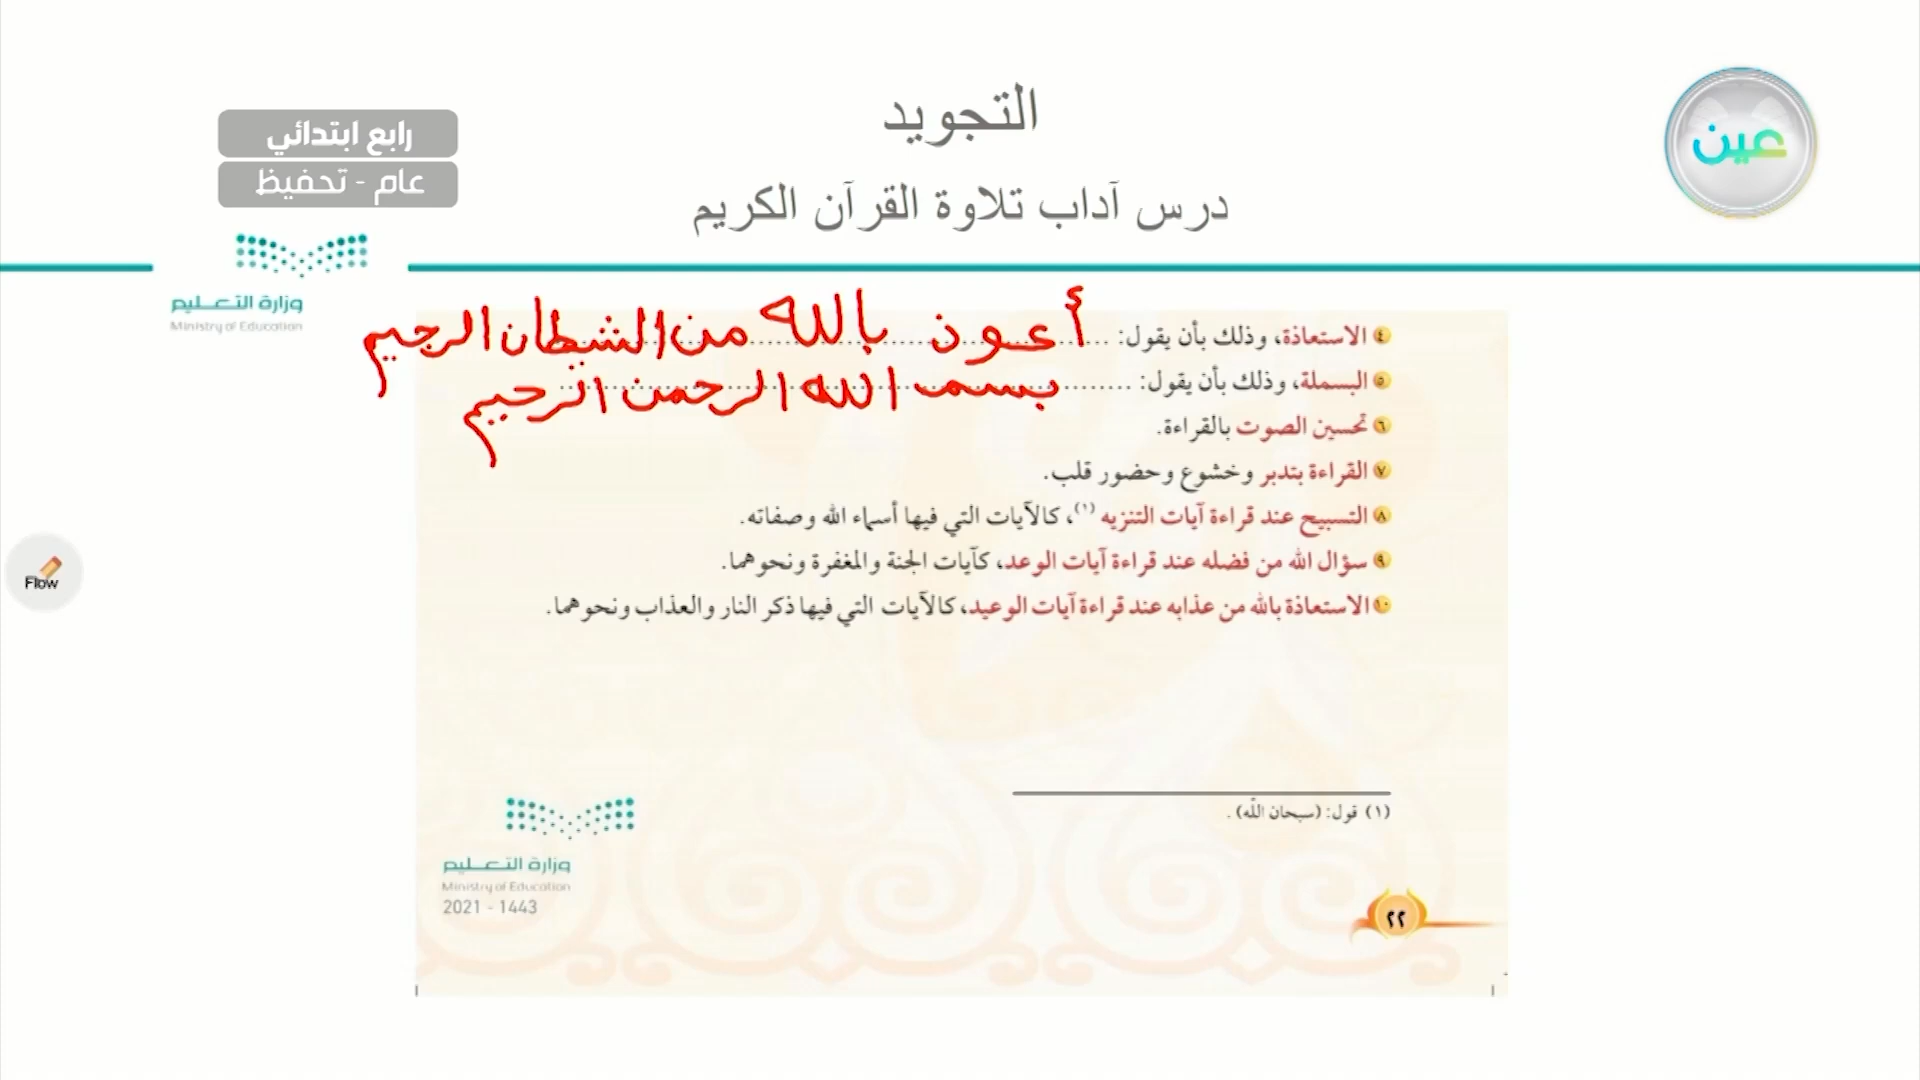 التجويد
درس آداب تلاوة القرآن الكريم
عين
رابع ابتدائي
عام - تحفيظ
وزارة التعليم
Ministry of Education
٤ الاستعاذة، وذلك بأن يقول: أعوذ بالله من الشيطان الرجيم
٥ البسملة، وذلك بأن يقول: بسم الله الرحمن الرحيم
٦ تحسين الصوت بالقراءة.
٧ القراءة بتدبر وخشوع وحضور قلب.
٨ التسبيح عند قراءة آيات التنزيه (١)، كالآيات التي فيها أسماء الله وصفاته.
٩ سؤال الله من فضله عند قراءة آيات الوعد، كآيات الجنة والمغفرة ونحوهما.
١٠ الاستعاذة بالله من عذابه عند قراءة آيات الوعيد، كالآيات التي فيها ذكر النار والعذاب ونحوهما.
Flow
(١) قول: (سبحان اللّه) .
وزارة التعليم
Ministry of Education
2021 - 1443
٢٢